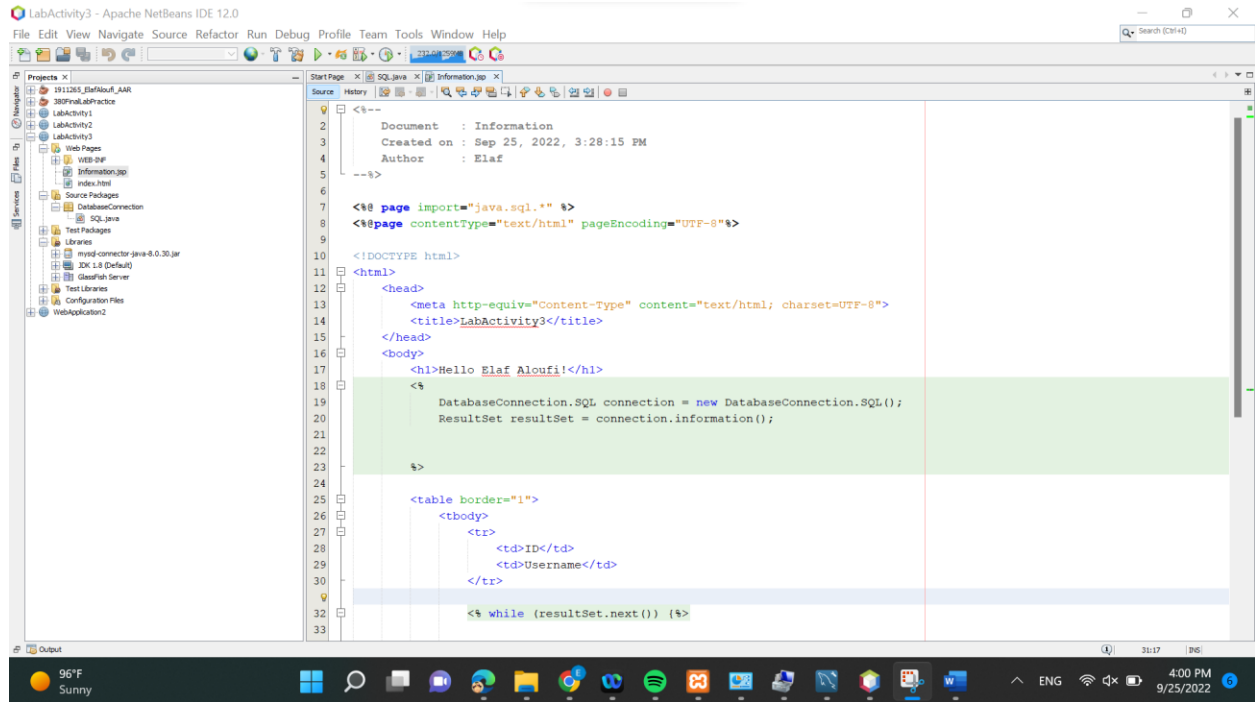 LabActivity3 - Apache NetBeans IDE 12.0
File Edit View Navigate Source Refactor Run Debug Profile Team Tools Window Help
Search (Ctrl+I)
Projects
Start Page
SQL.java
Information.jsp
Source
History
Navigator
Files
Services
1911265_ElafAloufi_AAR
380FinalLabPractice
LabActivity1
LabActivity2
LabActivity3
Web Pages
WEB-INF
Information.jsp
index.html
Source Packages
DatabaseConnection
SQL.java
Test Packages
Libraries
mysql-connector-java-8.0.30.jar
JDK 1.8 (Default)
GlassFish Server
Test Libraries
Configuration Files
WebApplication2
<%--
2 Document : Information
3 Created on : Sep 25, 2022, 3:28:15 PM
4 Author : Elaf
5 --%>
6
7 <%@ page import="java.sql.*" %>
8 <%@page contentType="text/html" pageEncoding="UTF-8"%>
9
10 <!DOCTYPE html>
11 <html>
12 <head>
13 <meta http-equiv="Content-Type" content="text/html; charset=UTF-8">
14 <title>LabActivity3</title>
15 </head>
16 <body>
17 <h1>Hello Elaf Aloufi!</h1>
18 <%
19 DatabaseConnection.SQL connection = new DatabaseConnection.SQL();
20 ResultSet resultSet = connection.information();
21
22
23 %>
24
25 <table border="1">
26 <tbody>
27 <tr>
28 <td>ID</td>
29 <td>Username</td>
30 </tr>
32 <% while (resultSet.next()) {%>
33
Output
31:17
INS
96°F
Sunny
ENG
4:00 PM
9/25/2022
6